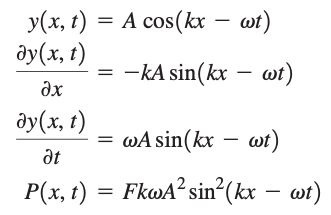 y(x, t) = A cos(kx − ωt)
∂y(x, t)/∂x = −kA sin(kx − ωt)
∂y(x, t)/∂t = ωA sin(kx − ωt)
P(x, t) = FkωA² sin²(kx − ωt)